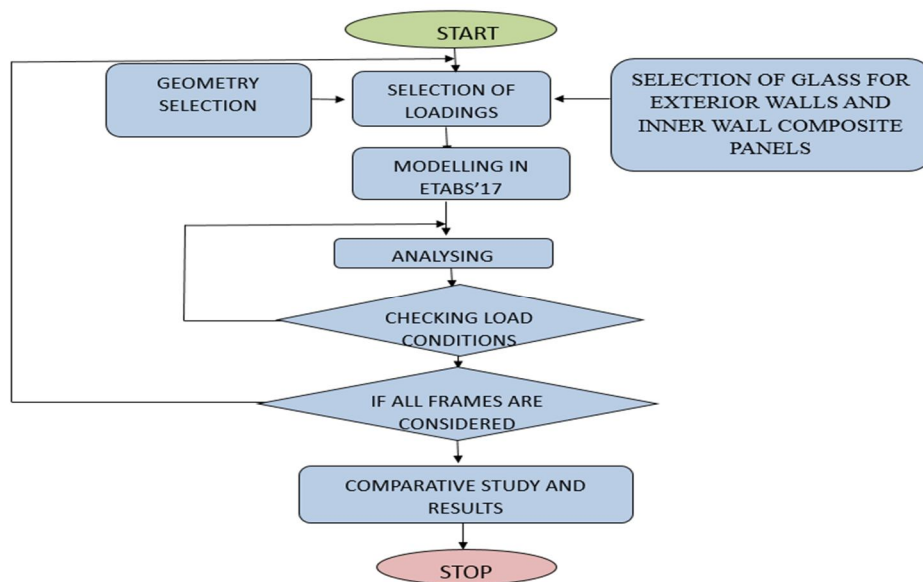 START
GEOMETRY
SELECTION
SELECTION OF
LOADINGS
SELECTION OF GLASS FOR
EXTERIOR WALLS AND
INNER WALL COMPOSITE
PANELS
MODELLING IN
ETABS’17
ANALYSING
CHECKING LOAD
CONDITIONS
IF ALL FRAMES ARE
CONSIDERED
COMPARATIVE STUDY AND
RESULTS
STOP